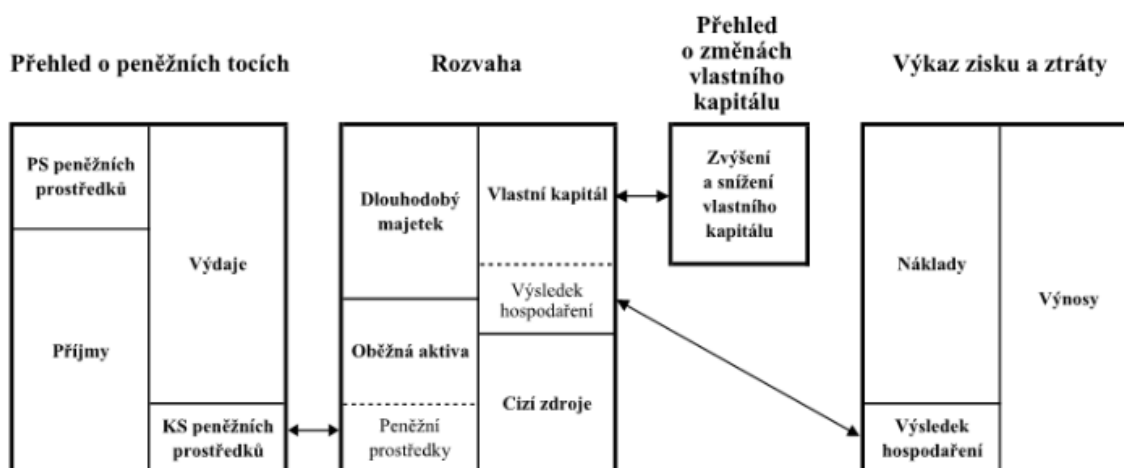 Přehled o peněžních tocích
Rozvaha
Přehled
o změnách
vlastního
kapitálu
Výkaz zisku a ztráty
PS peněžních
prostředků
Výdaje
Příjmy
KS peněžních
prostředků
Dlouhodobý
majetek
Vlastní kapitál
Výsledek
hospodaření
Oběžná aktiva
Cizí zdroje
Peněžní
prostředky
Zvýšení
a snížení
vlastního
kapitálu
Náklady
Výnosy
Výsledek
hospodaření